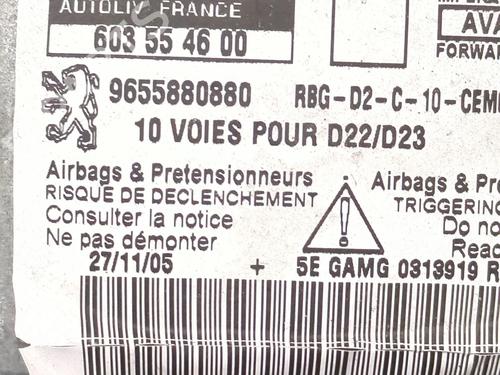 AUTOLIV FRANCE
603 55 46 00
AVA
FORWAR
9655880880 RBG-D2-C-10-CEM
10 VOIES POUR D22/D23
Airbags & Pretensionneurs
RISQUE DE DECLENCHEMENT
Consulter la notice
Ne pas démonter
Airbags & Pre
TRIGGERING
Do no
Read
27/11/05 + 5E GAMG 0313919 R